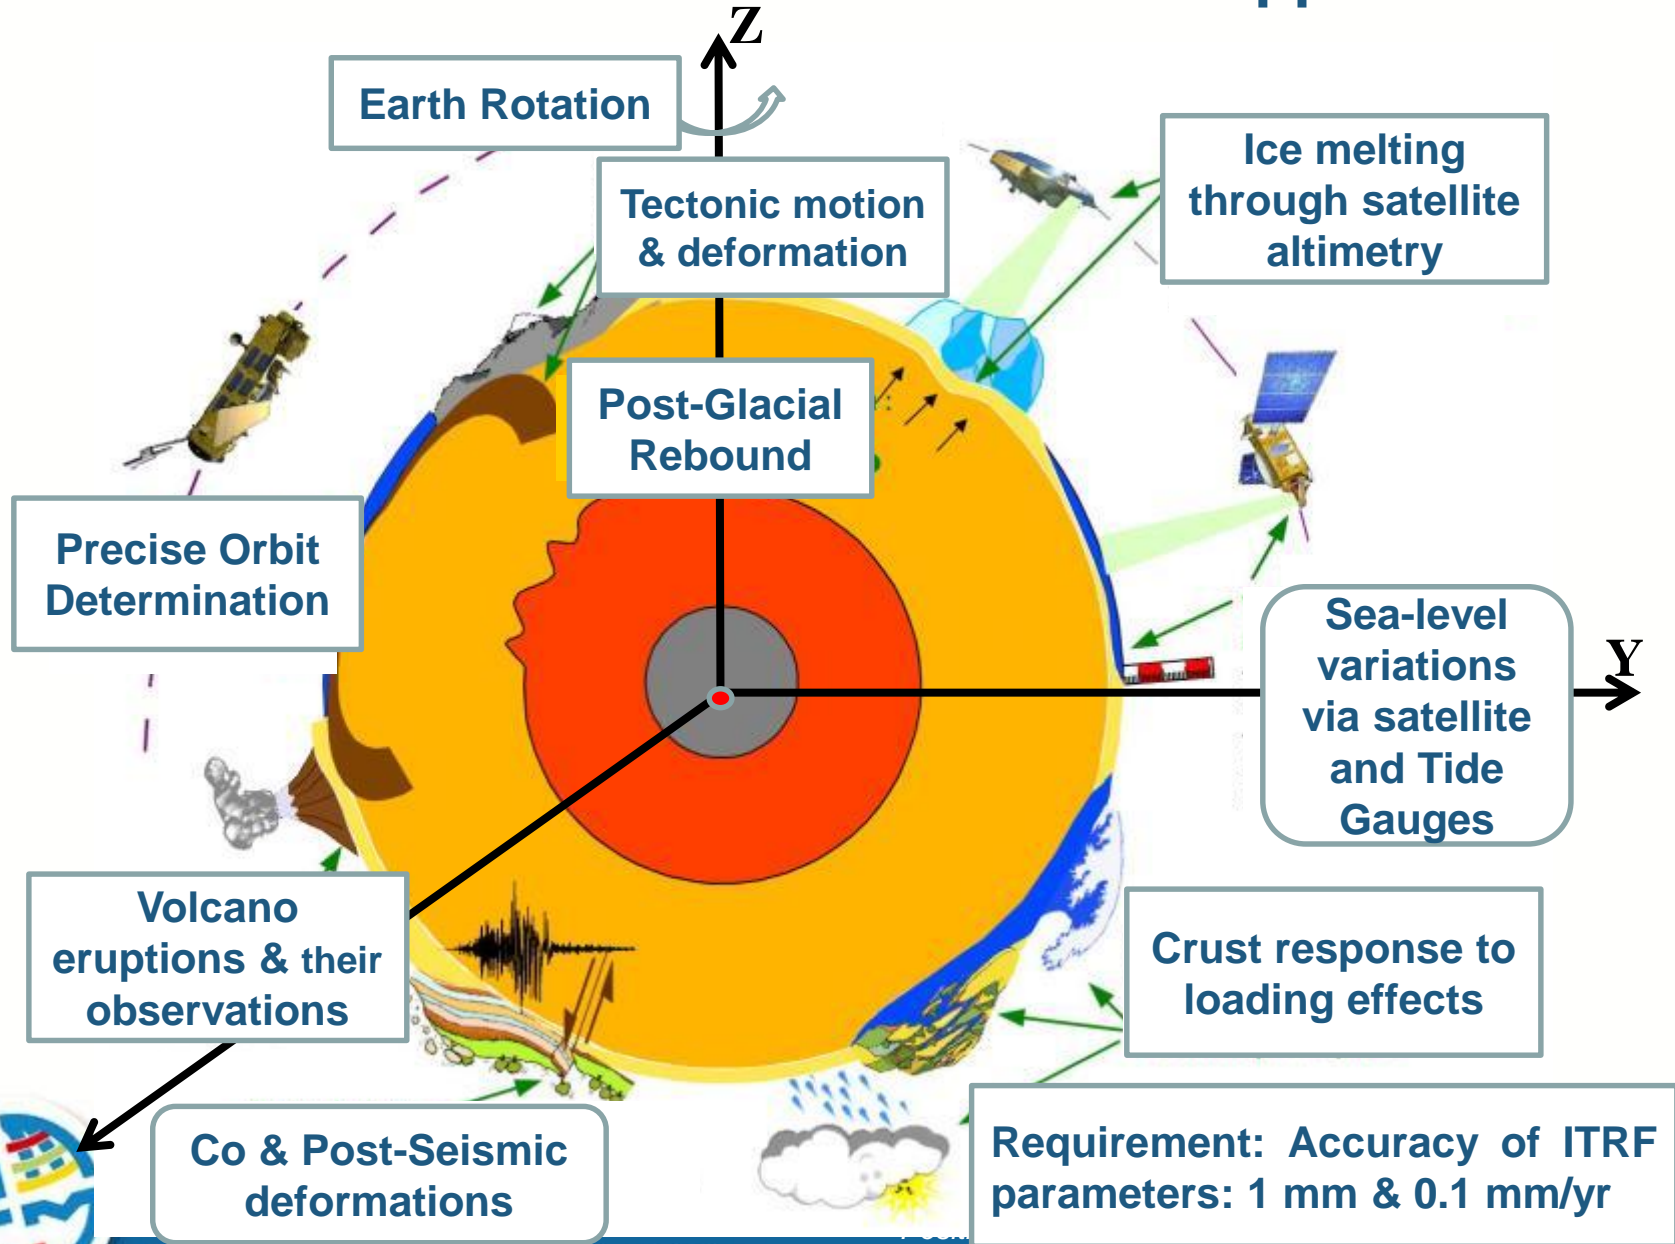 Z
Earth Rotation
Tectonic motion
& deformation
Ice melting
through satellite
altimetry
Post-Glacial
Rebound
Precise Orbit
Determination
Sea-level
variations
via satellite
and Tide
Gauges
Y
Volcano
eruptions & their
observations
Crust response to
loading effects
Co & Post-Seismic
deformations
Requirement: Accuracy of ITRF
parameters: 1 mm & 0.1 mm/yr